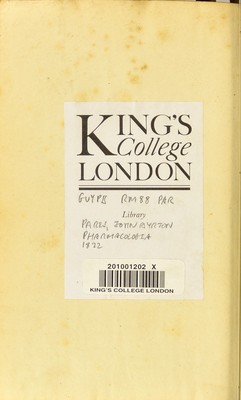 KING'S
College
LONDON
GUYPB RM88 PAR
Library
PARIS, JOHN AYRTON
PHARMACOLOGIA
1822
201001202 X
KING'S COLLEGE LONDON